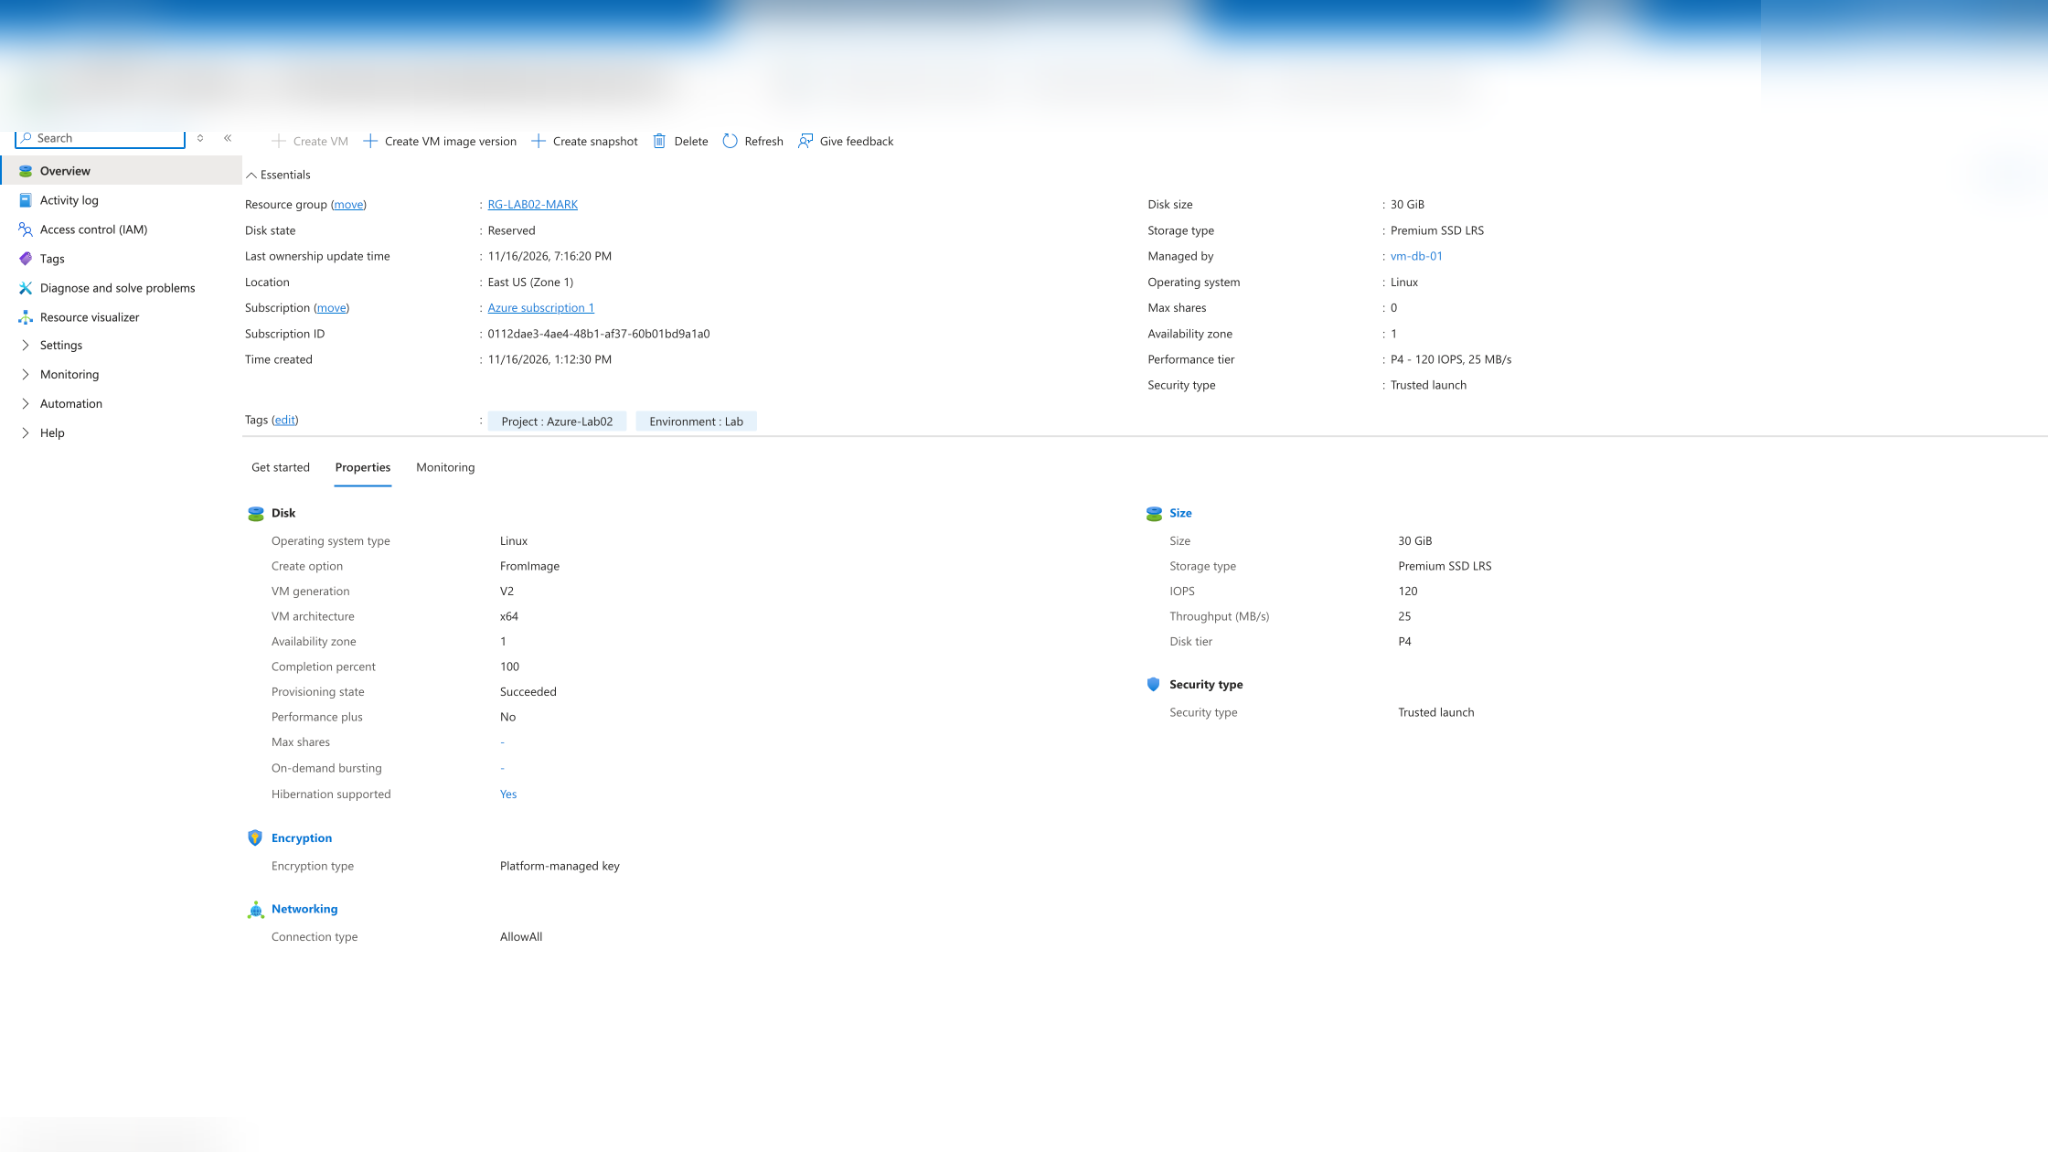 Search
Create VM
Create VM image version
Create snapshot
Delete
Refresh
Give feedback
Overview
Activity log
Access control (IAM)
Tags
Diagnose and solve problems
Resource visualizer
Settings
Monitoring
Automation
Help
Essentials
Resource group (move) : RG-LAB02-MARK
Disk state : Reserved
Last ownership update time : 11/16/2026, 7:16:20 PM
Location : East US (Zone 1)
Subscription (move) : Azure subscription 1
Subscription ID : 0112dae3-4ae4-48b1-af37-60b01bd9a1a0
Time created : 11/16/2026, 1:12:30 PM
Disk size : 30 GiB
Storage type : Premium SSD LRS
Managed by : vm-db-01
Operating system : Linux
Max shares : 0
Availability zone : 1
Performance tier : P4 - 120 IOPS, 25 MB/s
Security type : Trusted launch
Tags (edit) : Project : Azure-Lab02 Environment : Lab
Get started Properties Monitoring
Disk
Operating system type Linux
Create option FromImage
VM generation V2
VM architecture x64
Availability zone 1
Completion percent 100
Provisioning state Succeeded
Performance plus No
Max shares -
On-demand bursting -
Hibernation supported Yes
Encryption
Encryption type Platform-managed key
Networking
Connection type AllowAll
Size
Size 30 GiB
Storage type Premium SSD LRS
IOPS 120
Throughput (MB/s) 25
Disk tier P4
Security type
Security type Trusted launch